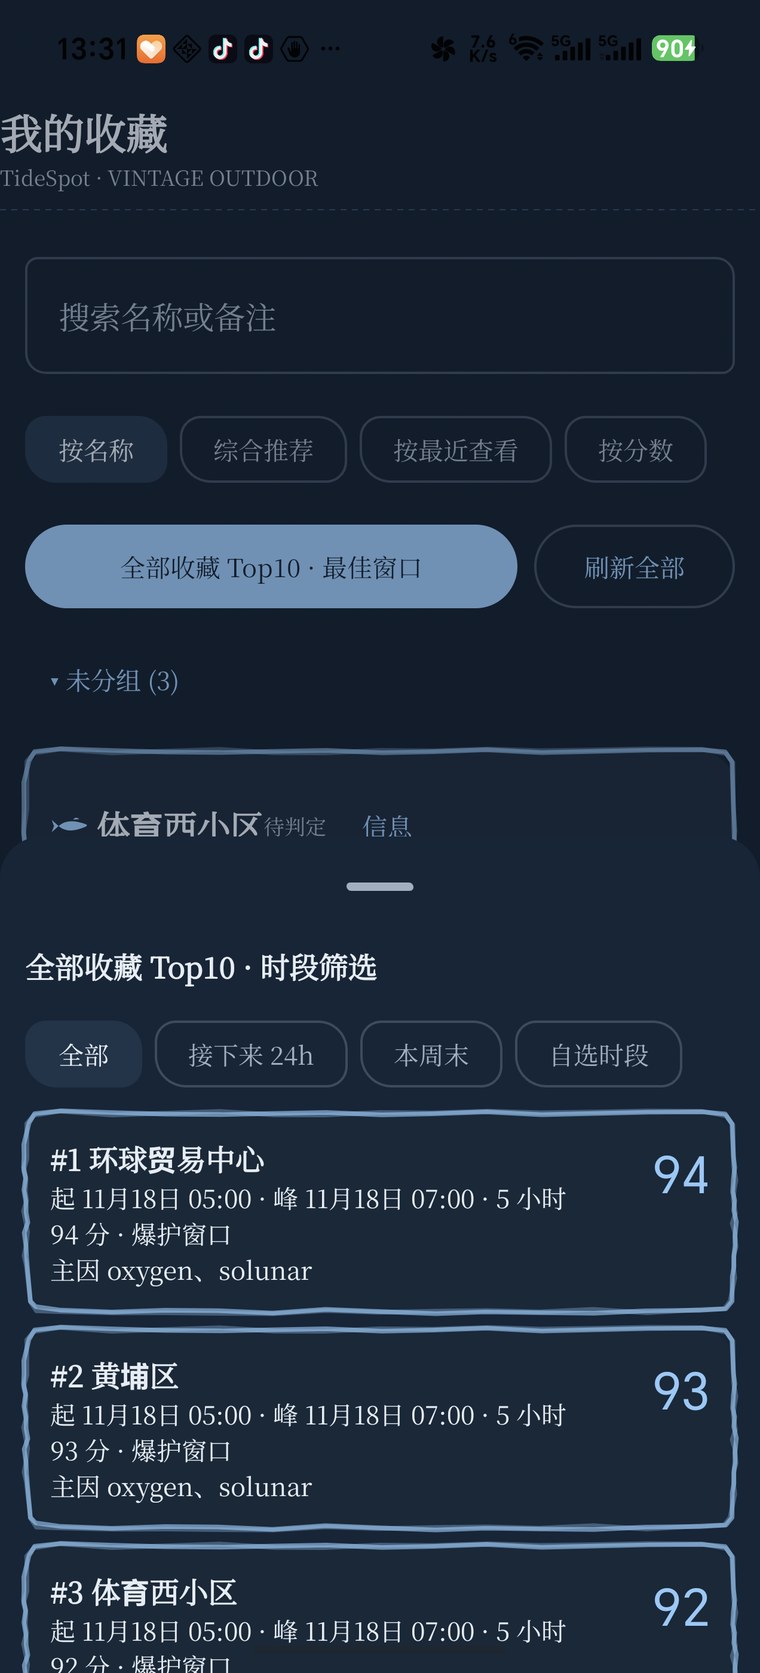 13:31 ··· 7.6 K/s 6 5G 5G 90
我的收藏
TideSpot · VINTAGE OUTDOOR
搜索名称或备注
按名称 综合推荐 按最近查看 按分数
全部收藏 Top10 · 最佳窗口 刷新全部
▾ 未分组 (3)
体育西小区 待判定 信息
全部收藏 Top10 · 时段筛选
全部 接下来 24h 本周末 自选时段
#1 环球贸易中心 94
起 11月18日 05:00 · 峰 11月18日 07:00 · 5 小时
94 分 · 爆护窗口
主因 oxygen、solunar
#2 黄埔区 93
起 11月18日 05:00 · 峰 11月18日 07:00 · 5 小时
93 分 · 爆护窗口
主因 oxygen、solunar
#3 体育西小区 92
起 11月18日 05:00 · 峰 11月18日 07:00 · 5 小时
92 分 · 爆护窗口